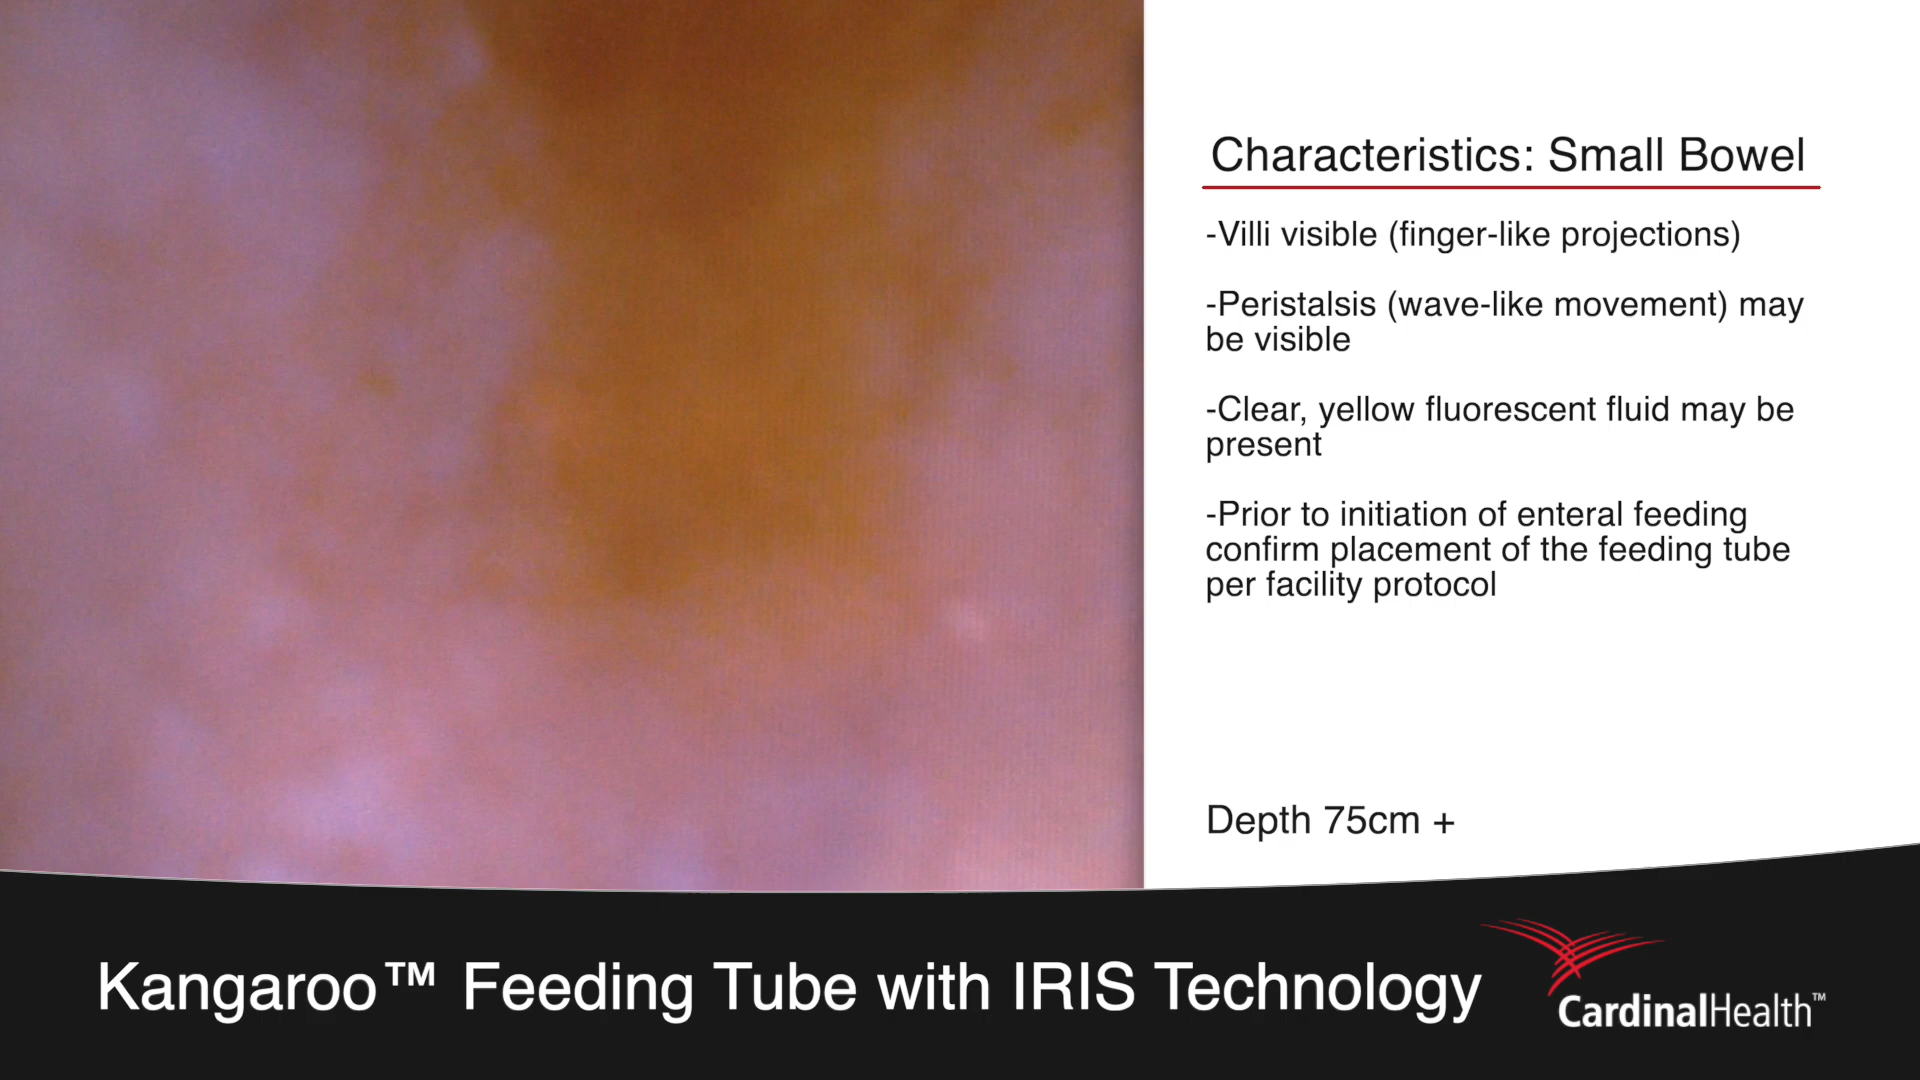 Characteristics: Small Bowel
-Villi visible (finger-like projections)
-Peristalsis (wave-like movement) may
be visible
-Clear, yellow fluorescent fluid may be
present
-Prior to initiation of enteral feeding
confirm placement of the feeding tube
per facility protocol
Depth 75cm +
Kangaroo™ Feeding Tube with IRIS Technology
CardinalHealth™